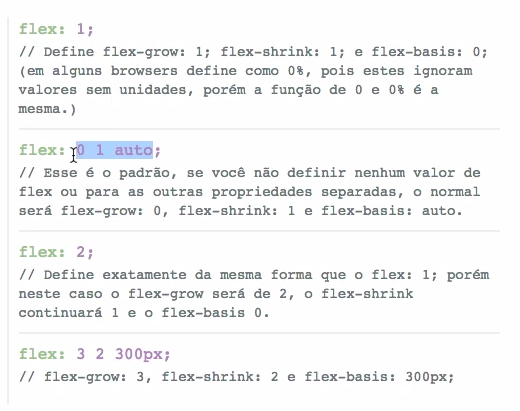 flex: 1;
// Define flex-grow: 1; flex-shrink: 1; e flex-basis: 0;
(em alguns browsers define como 0%, pois estes ignoram
valores sem unidades, porém a função de 0 e 0% é a
mesma.)
flex: 0 1 auto;
// Esse é o padrão, se você não definir nenhum valor de
flex ou para as outras propriedades separadas, o normal
será flex-grow: 0, flex-shrink: 1 e flex-basis: auto.
flex: 2;
// Define exatamente da mesma forma que o flex: 1; porém
neste caso o flex-grow será de 2, o flex-shrink
continuará 1 e o flex-basis 0.
flex: 3 2 300px;
// flex-grow: 3, flex-shrink: 2 e flex-basis: 300px;